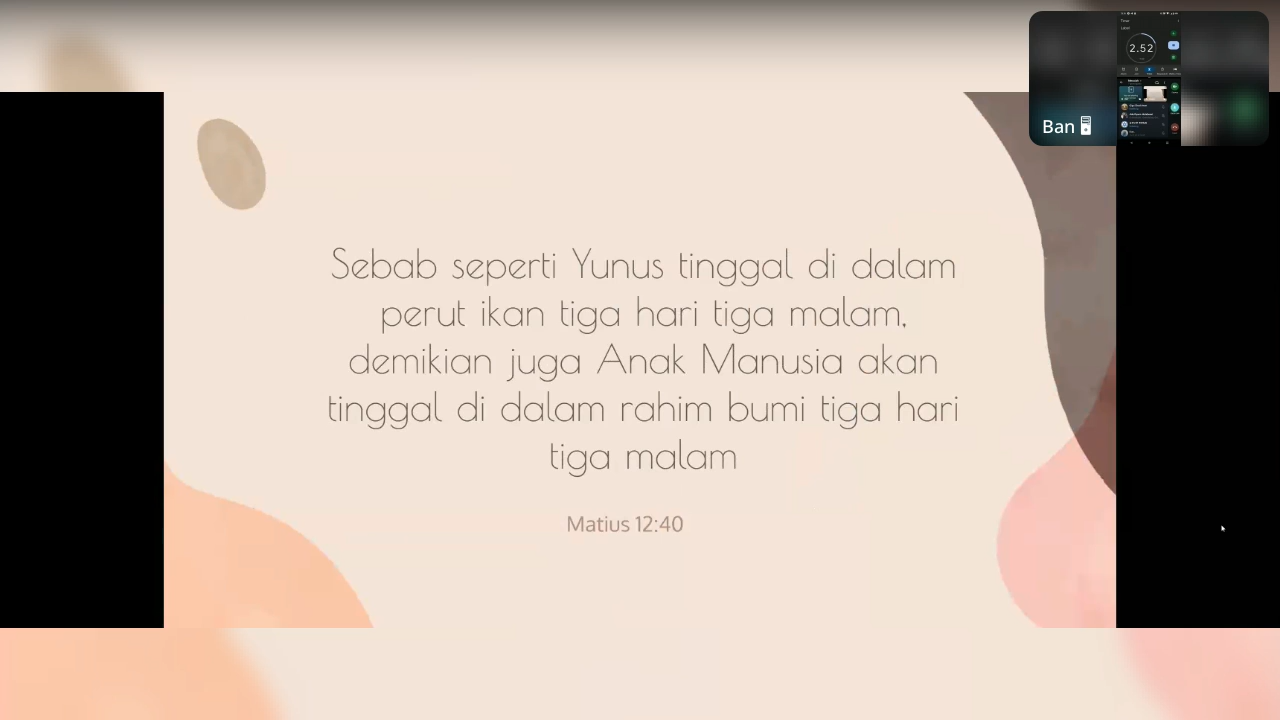 Sebab seperti Yunus tinggal di dalam
perut ikan tiga hari tiga malam,
demikian juga Anak Manusia akan
tinggal di dalam rahim bumi tiga hari
tiga malam
Matius 12:40
2.52
Ban